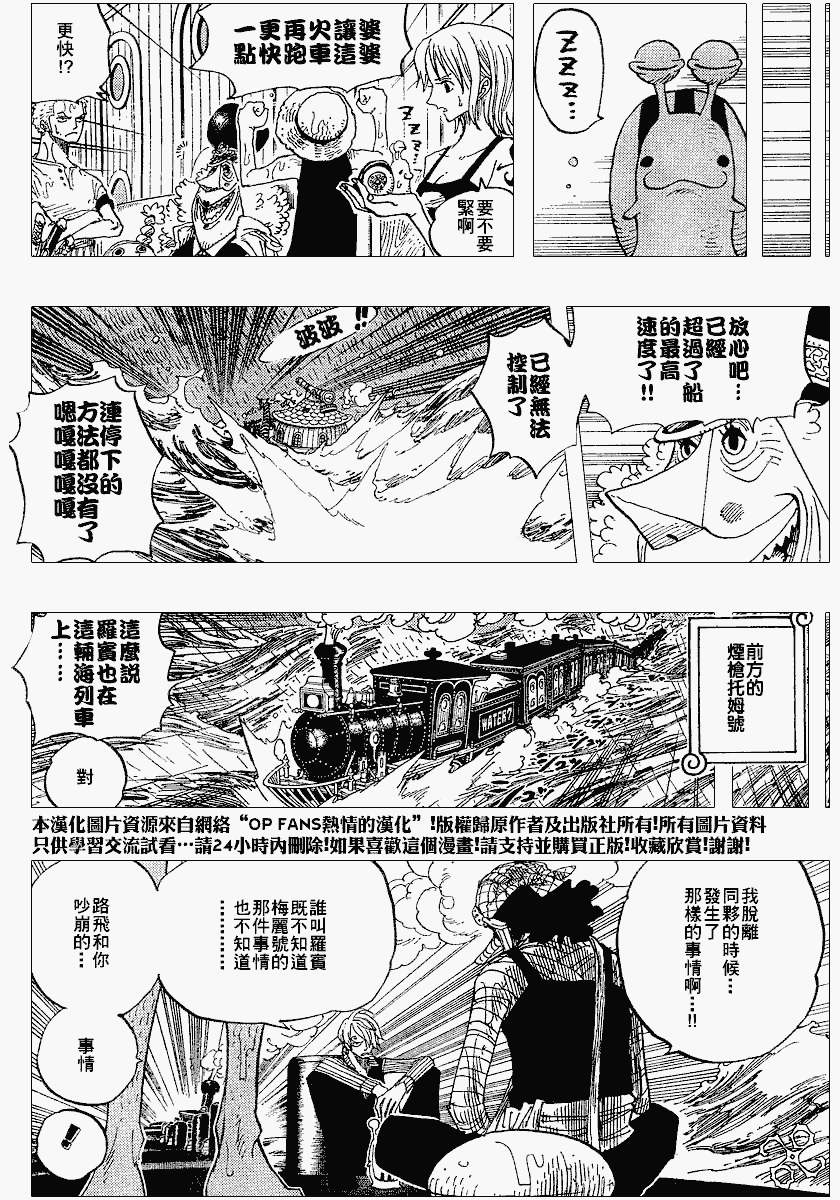 ZZZ…
婆婆
讓這
火車
再跑
更快
一點
ZZZ…
要不要
緊啊
更快!?
放心吧…
已經
超過了船
的最高
速度了!!
已經無法
控制了
波波!!
連停下的
方法都沒有了
嗯嘎嘎嘎嘎
前方的
煙槍托姆號
WATER7
這麼說
羅賓也在
這輛海列車
上……
對
本漢化圖片資源來自網絡“OP FANS熱情的漢化”!版權歸原作者及出版社所有!所有圖片資料
只供學習交流試看…請24小時內刪除!如果喜歡這個漫畫!請支持並購買正版!收藏欣賞!謝謝!
我脫離
同夥的時候…
發生了
那樣的事情啊…!!
誰叫羅賓
既不知道
梅麗號的
那件事情
也不知道
…………
路飛和你
吵崩的…
事情
!!